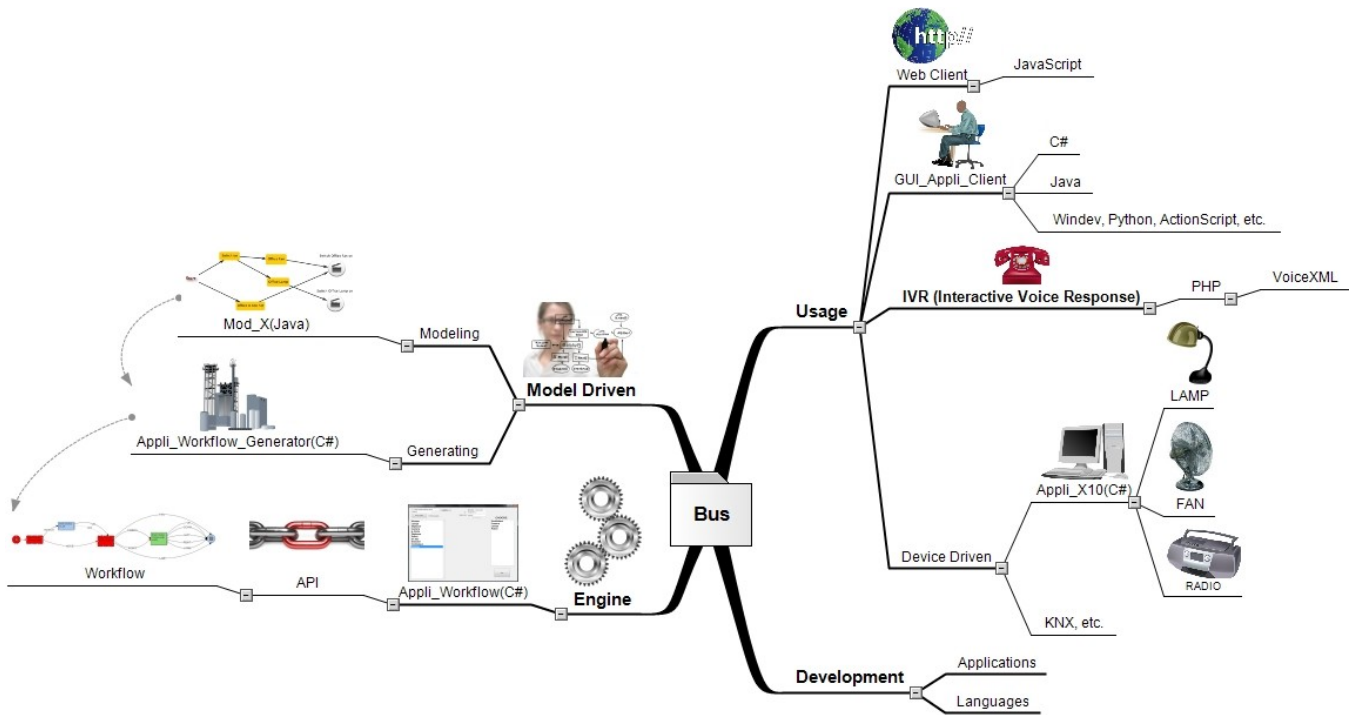 http//
Web Client
JavaScript
GUI_Appli_Client
C#
Java
Windev, Python, ActionScript, etc.
IVR (Interactive Voice Response)
PHP
VoiceXML
Usage
Mod_X(Java)
Modeling
Model Driven
Appli_Workflow_Generator(C#)
Generating
Bus
LAMP
Appli_X10(C#)
FAN
RADIO
Device Driven
KNX, etc.
Workflow
API
Appli_Workflow(C#)
Engine
Development
Applications
Languages